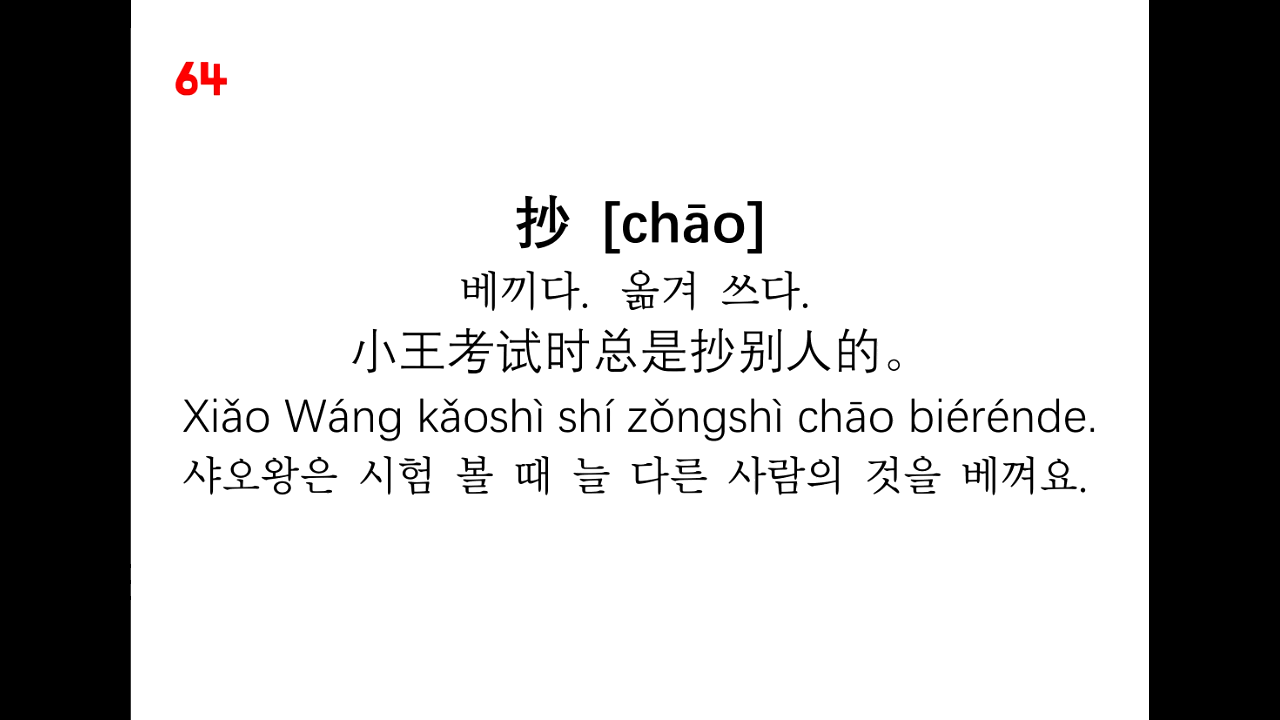 64
抄 [chāo]
베끼다. 옮겨 쓰다.
小王考试时总是抄别人的。
Xiǎo Wáng kǎoshì shí zǒngshì chāo biérénde.
샤오왕은 시험 볼 때 늘 다른 사람의 것을 베껴요.